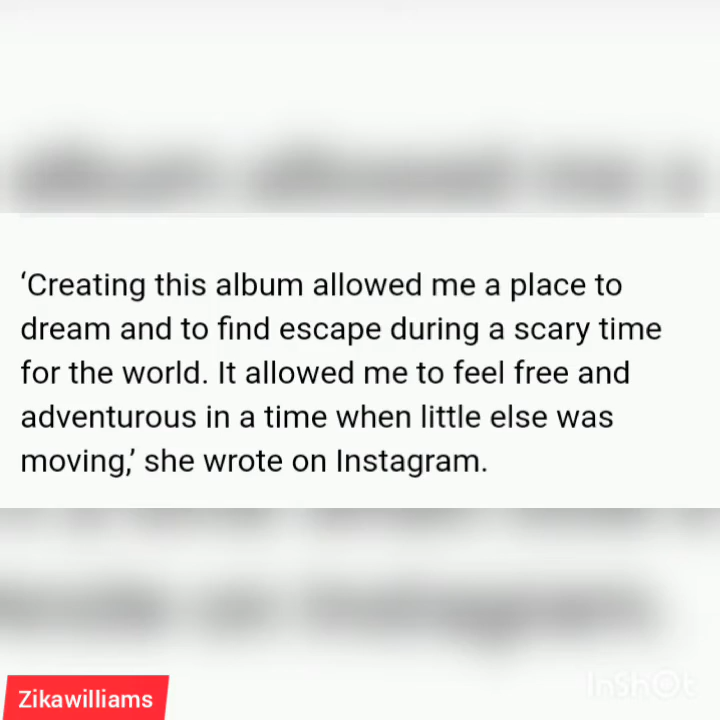 ‘Creating this album allowed me a place to
dream and to find escape during a scary time
for the world. It allowed me to feel free and
adventurous in a time when little else was
moving,’ she wrote on Instagram.
Zikawilliams
InShOt